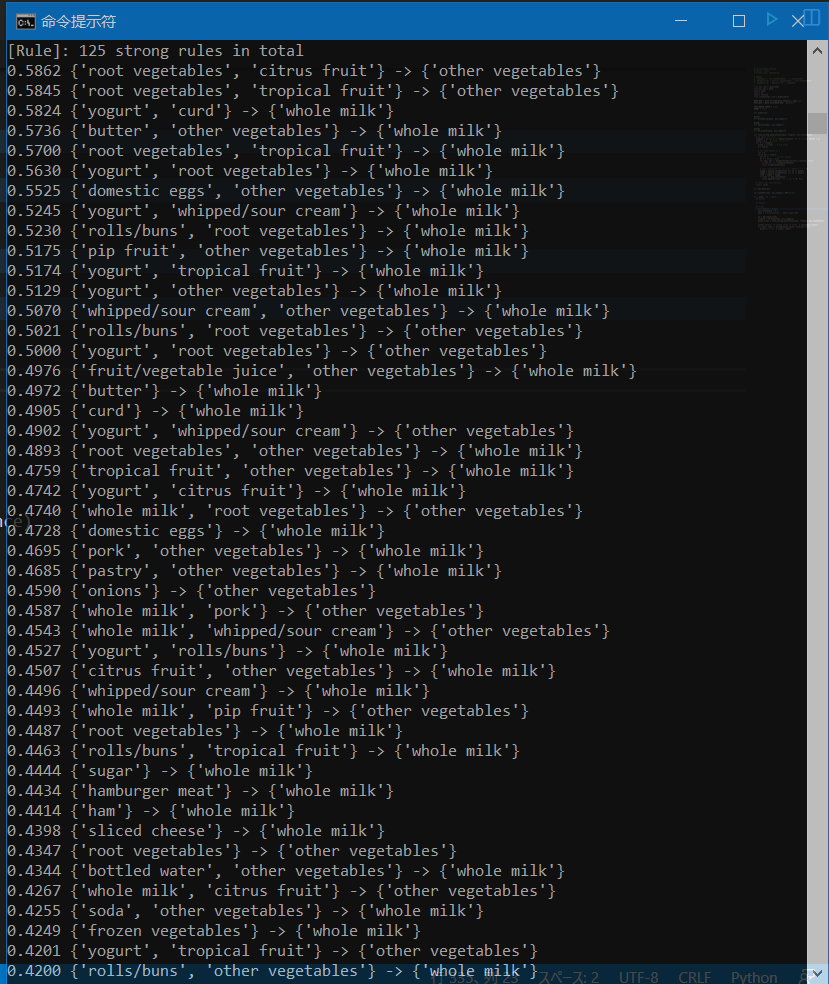 命令提示符
[Rule]: 125 strong rules in total
0.5862 {'root vegetables', 'citrus fruit'} -> {'other vegetables'}
0.5845 {'root vegetables', 'tropical fruit'} -> {'other vegetables'}
0.5824 {'yogurt', 'curd'} -> {'whole milk'}
0.5736 {'butter', 'other vegetables'} -> {'whole milk'}
0.5700 {'root vegetables', 'tropical fruit'} -> {'whole milk'}
0.5630 {'yogurt', 'root vegetables'} -> {'whole milk'}
0.5525 {'domestic eggs', 'other vegetables'} -> {'whole milk'}
0.5245 {'yogurt', 'whipped/sour cream'} -> {'whole milk'}
0.5230 {'rolls/buns', 'root vegetables'} -> {'whole milk'}
0.5175 {'pip fruit', 'other vegetables'} -> {'whole milk'}
0.5174 {'yogurt', 'tropical fruit'} -> {'whole milk'}
0.5129 {'yogurt', 'other vegetables'} -> {'whole milk'}
0.5070 {'whipped/sour cream', 'other vegetables'} -> {'whole milk'}
0.5021 {'rolls/buns', 'root vegetables'} -> {'other vegetables'}
0.5000 {'yogurt', 'root vegetables'} -> {'other vegetables'}
0.4976 {'fruit/vegetable juice', 'other vegetables'} -> {'whole milk'}
0.4972 {'butter'} -> {'whole milk'}
0.4905 {'curd'} -> {'whole milk'}
0.4902 {'yogurt', 'whipped/sour cream'} -> {'other vegetables'}
0.4893 {'root vegetables', 'other vegetables'} -> {'whole milk'}
0.4759 {'tropical fruit', 'other vegetables'} -> {'whole milk'}
0.4742 {'yogurt', 'citrus fruit'} -> {'whole milk'}
0.4740 {'whole milk', 'root vegetables'} -> {'other vegetables'}
0.4728 {'domestic eggs'} -> {'whole milk'}
0.4695 {'pork', 'other vegetables'} -> {'whole milk'}
0.4685 {'pastry', 'other vegetables'} -> {'whole milk'}
0.4590 {'onions'} -> {'other vegetables'}
0.4587 {'whole milk', 'pork'} -> {'other vegetables'}
0.4543 {'whole milk', 'whipped/sour cream'} -> {'other vegetables'}
0.4527 {'yogurt', 'rolls/buns'} -> {'whole milk'}
0.4507 {'citrus fruit', 'other vegetables'} -> {'whole milk'}
0.4496 {'whipped/sour cream'} -> {'whole milk'}
0.4493 {'whole milk', 'pip fruit'} -> {'other vegetables'}
0.4487 {'root vegetables'} -> {'whole milk'}
0.4463 {'rolls/buns', 'tropical fruit'} -> {'whole milk'}
0.4444 {'sugar'} -> {'whole milk'}
0.4434 {'hamburger meat'} -> {'whole milk'}
0.4414 {'ham'} -> {'whole milk'}
0.4398 {'sliced cheese'} -> {'whole milk'}
0.4347 {'root vegetables'} -> {'other vegetables'}
0.4344 {'bottled water', 'other vegetables'} -> {'whole milk'}
0.4267 {'whole milk', 'citrus fruit'} -> {'other vegetables'}
0.4255 {'soda', 'other vegetables'} -> {'whole milk'}
0.4249 {'frozen vegetables'} -> {'whole milk'}
0.4201 {'yogurt', 'tropical fruit'} -> {'other vegetables'}
0.4200 {'rolls/buns', 'other vegetables'} -> {'whole milk'}
スペース: 2 UTF-8 CRLF Python